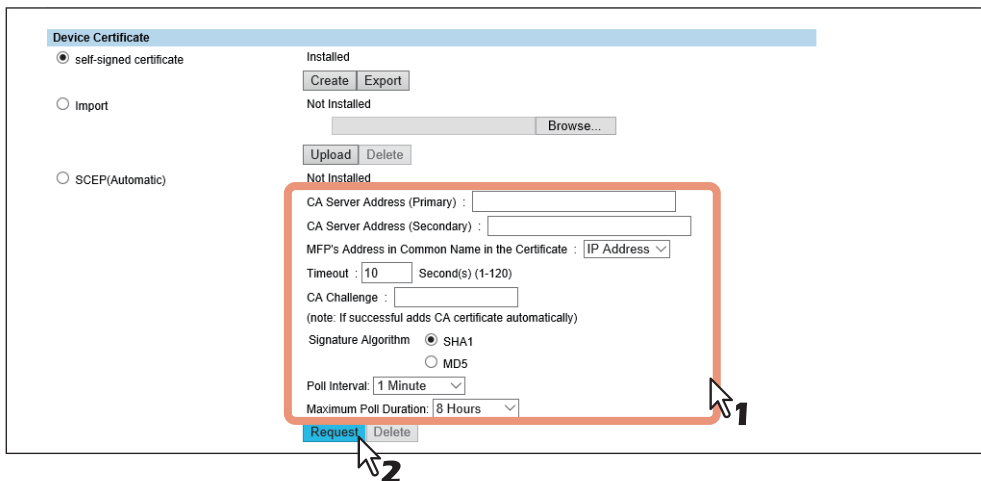 Device Certificate
self-signed certificate Installed
Create Export
Import Not Installed
Browse...
Upload Delete
SCEP(Automatic) Not Installed
CA Server Address (Primary) :
CA Server Address (Secondary) :
MFP's Address in Common Name in the Certificate : IP Address
Timeout : 10 Second(s) (1-120)
CA Challenge :
(note: If successful adds CA certificate automatically)
Signature Algorithm SHA1
MD5
Poll Interval: 1 Minute
Maximum Poll Duration: 8 Hours
1
Request Delete
2